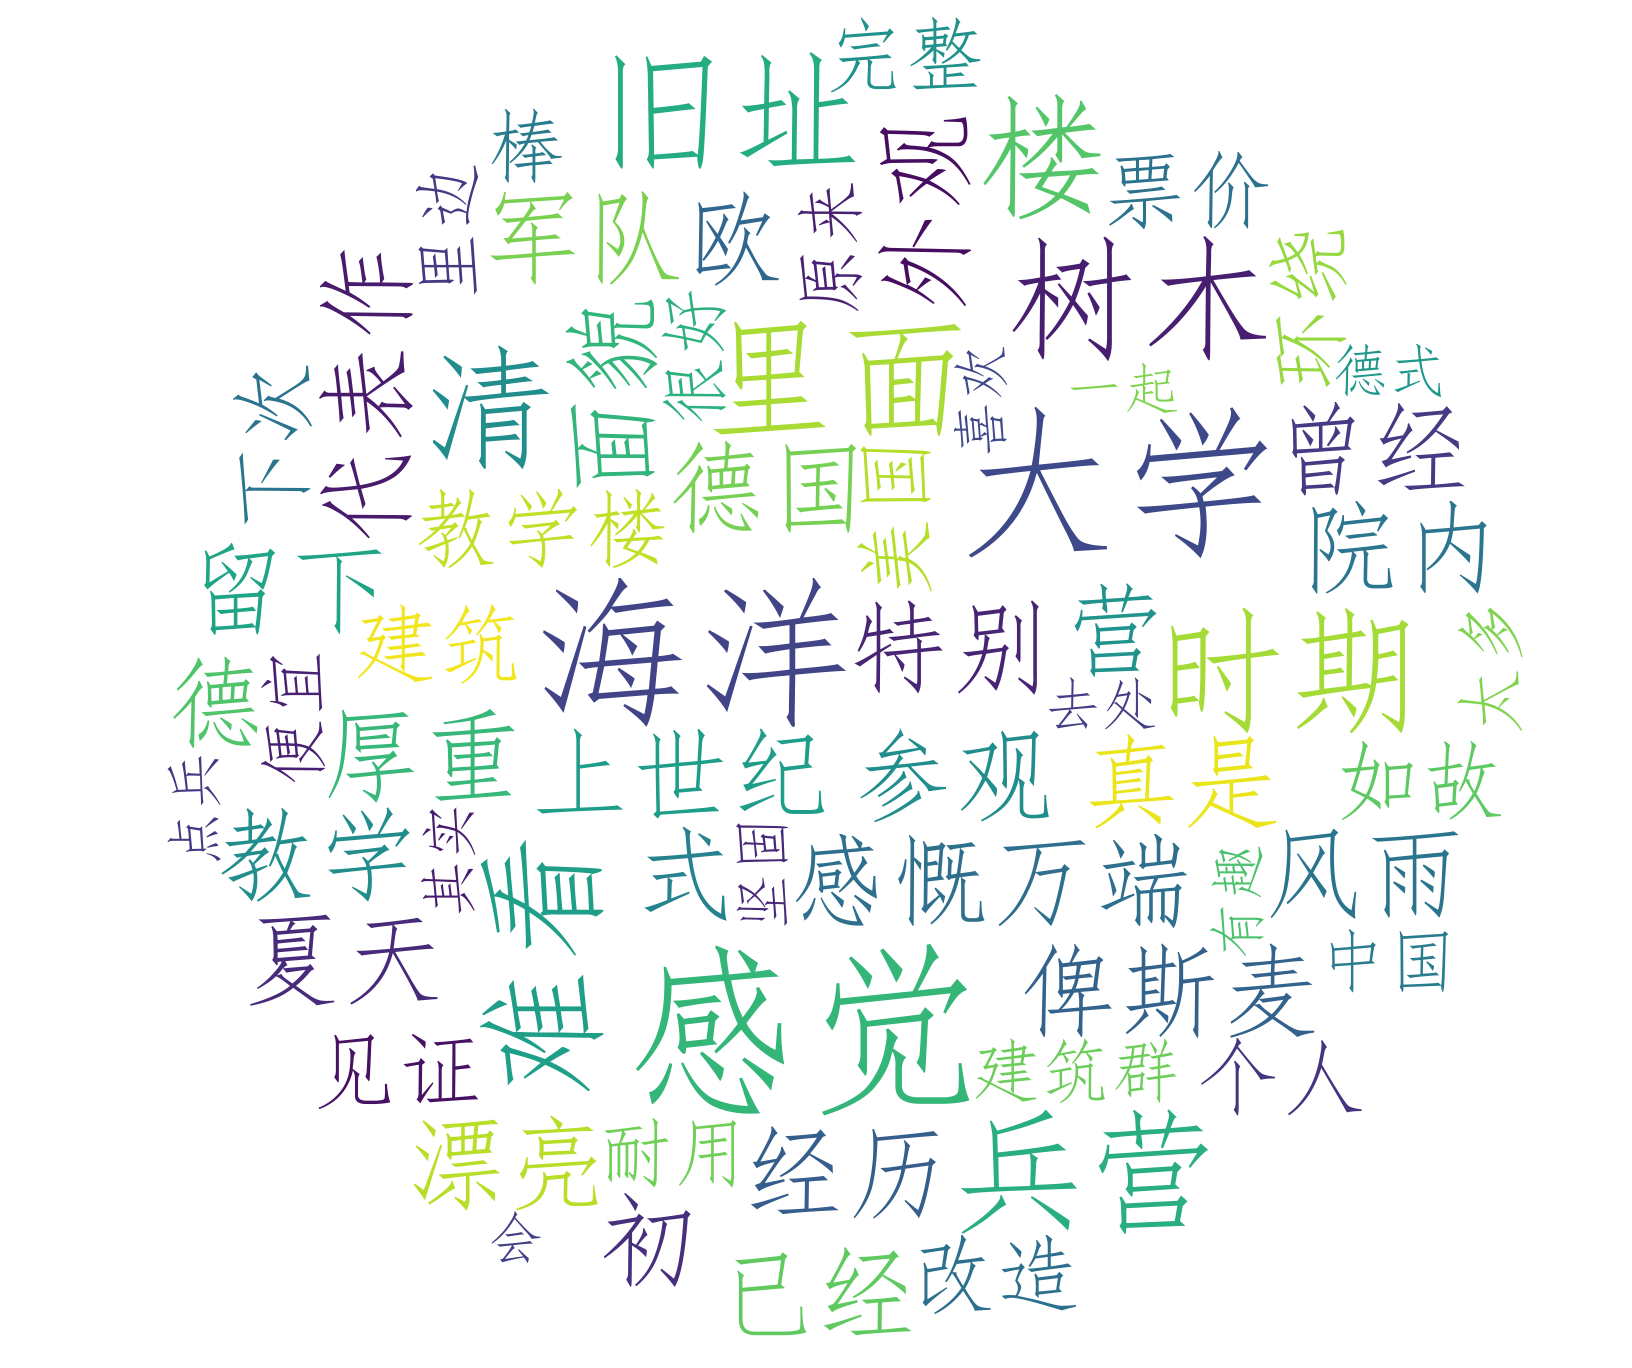 完整
旧址
棒
外观
楼
票价
里边
军队
欧
原来
树木
环绕
代表作
面貌
很好
里面
喜欢
一起
德式
下次
清
德国
美国
大学
曾经
教学楼
院内
留下
建筑
海洋
特别
营
时期
太多
德
便宜
去处
厚重
上世纪
参观
真是
如故
点兵
教学
其实
难看
式
坚固
感慨万端
有趣
风雨
夏天
感觉
俾斯麦
中国
见证
建筑群
个人
漂亮
耐用
经历
兵营
会
初
已经
改造